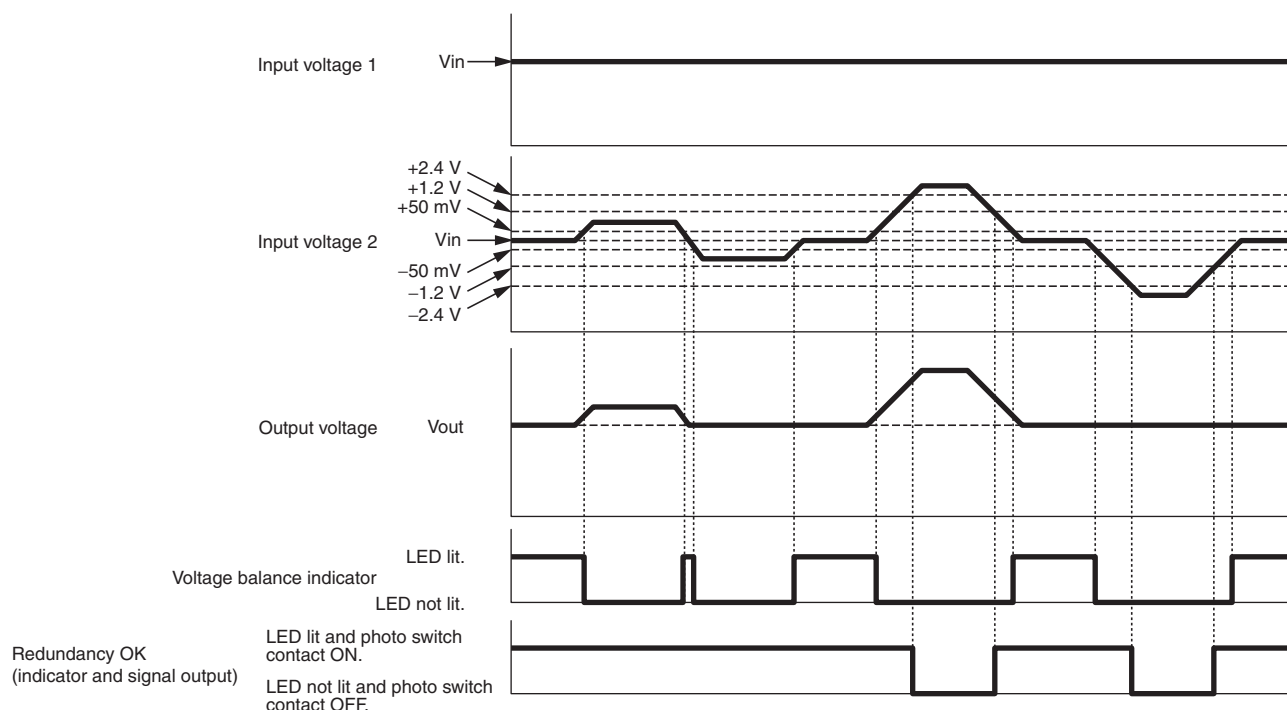 Input voltage 1
Vin
+2.4 V
+1.2 V
+50 mV
Input voltage 2
Vin
−50 mV
−1.2 V
−2.4 V
Output voltage
Vout
Voltage balance indicator
LED lit.
LED not lit.
Redundancy OK
(indicator and signal output)
LED lit and photo switch
contact ON.
LED not lit and photo switch
contact OFF.